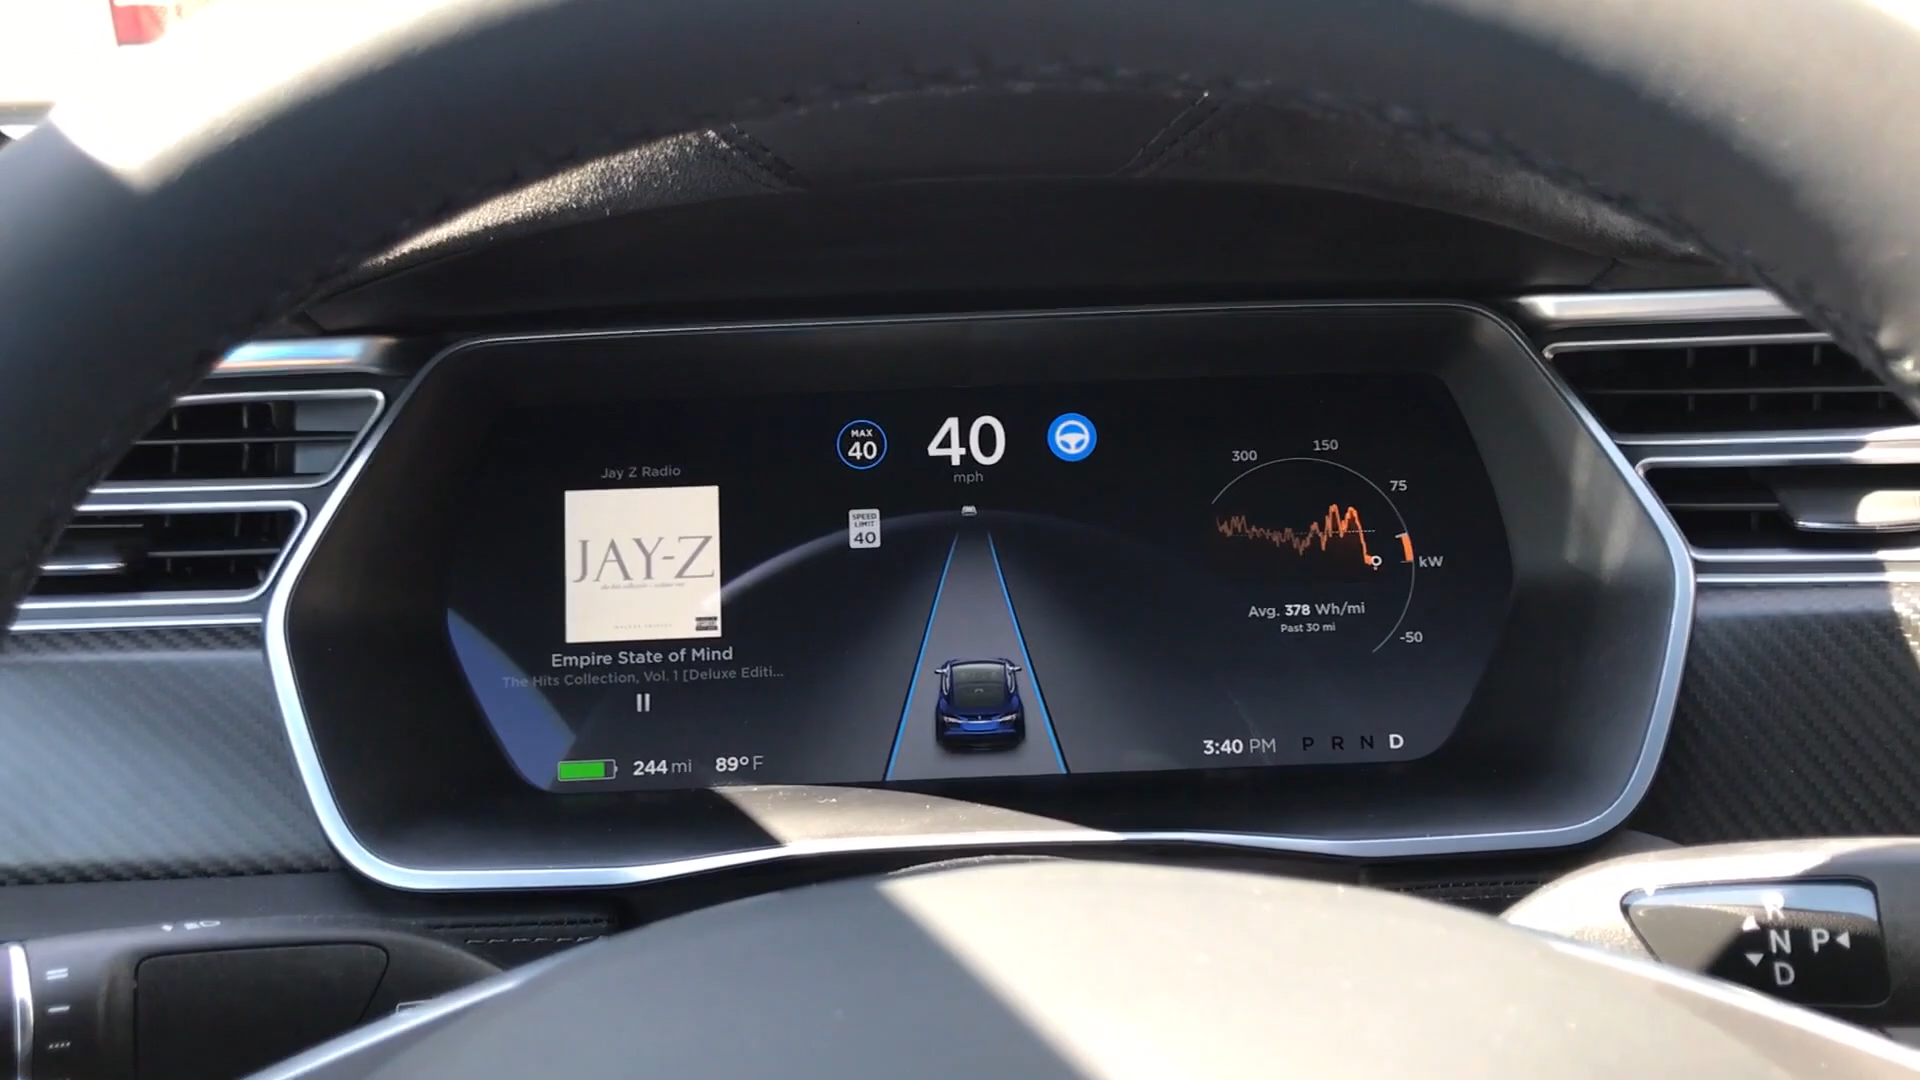 MAX
40
40
mph
Jay Z Radio
JAY-Z
Empire State of Mind
The Hits Collection, Vol. 1 [Deluxe Editi...
SPEED
LIMIT
40
300
150
75
kW
-50
Avg. 378 Wh/mi
Past 30 mi
244 mi
89° F
3:40 PM
P R N D
R
N P
D